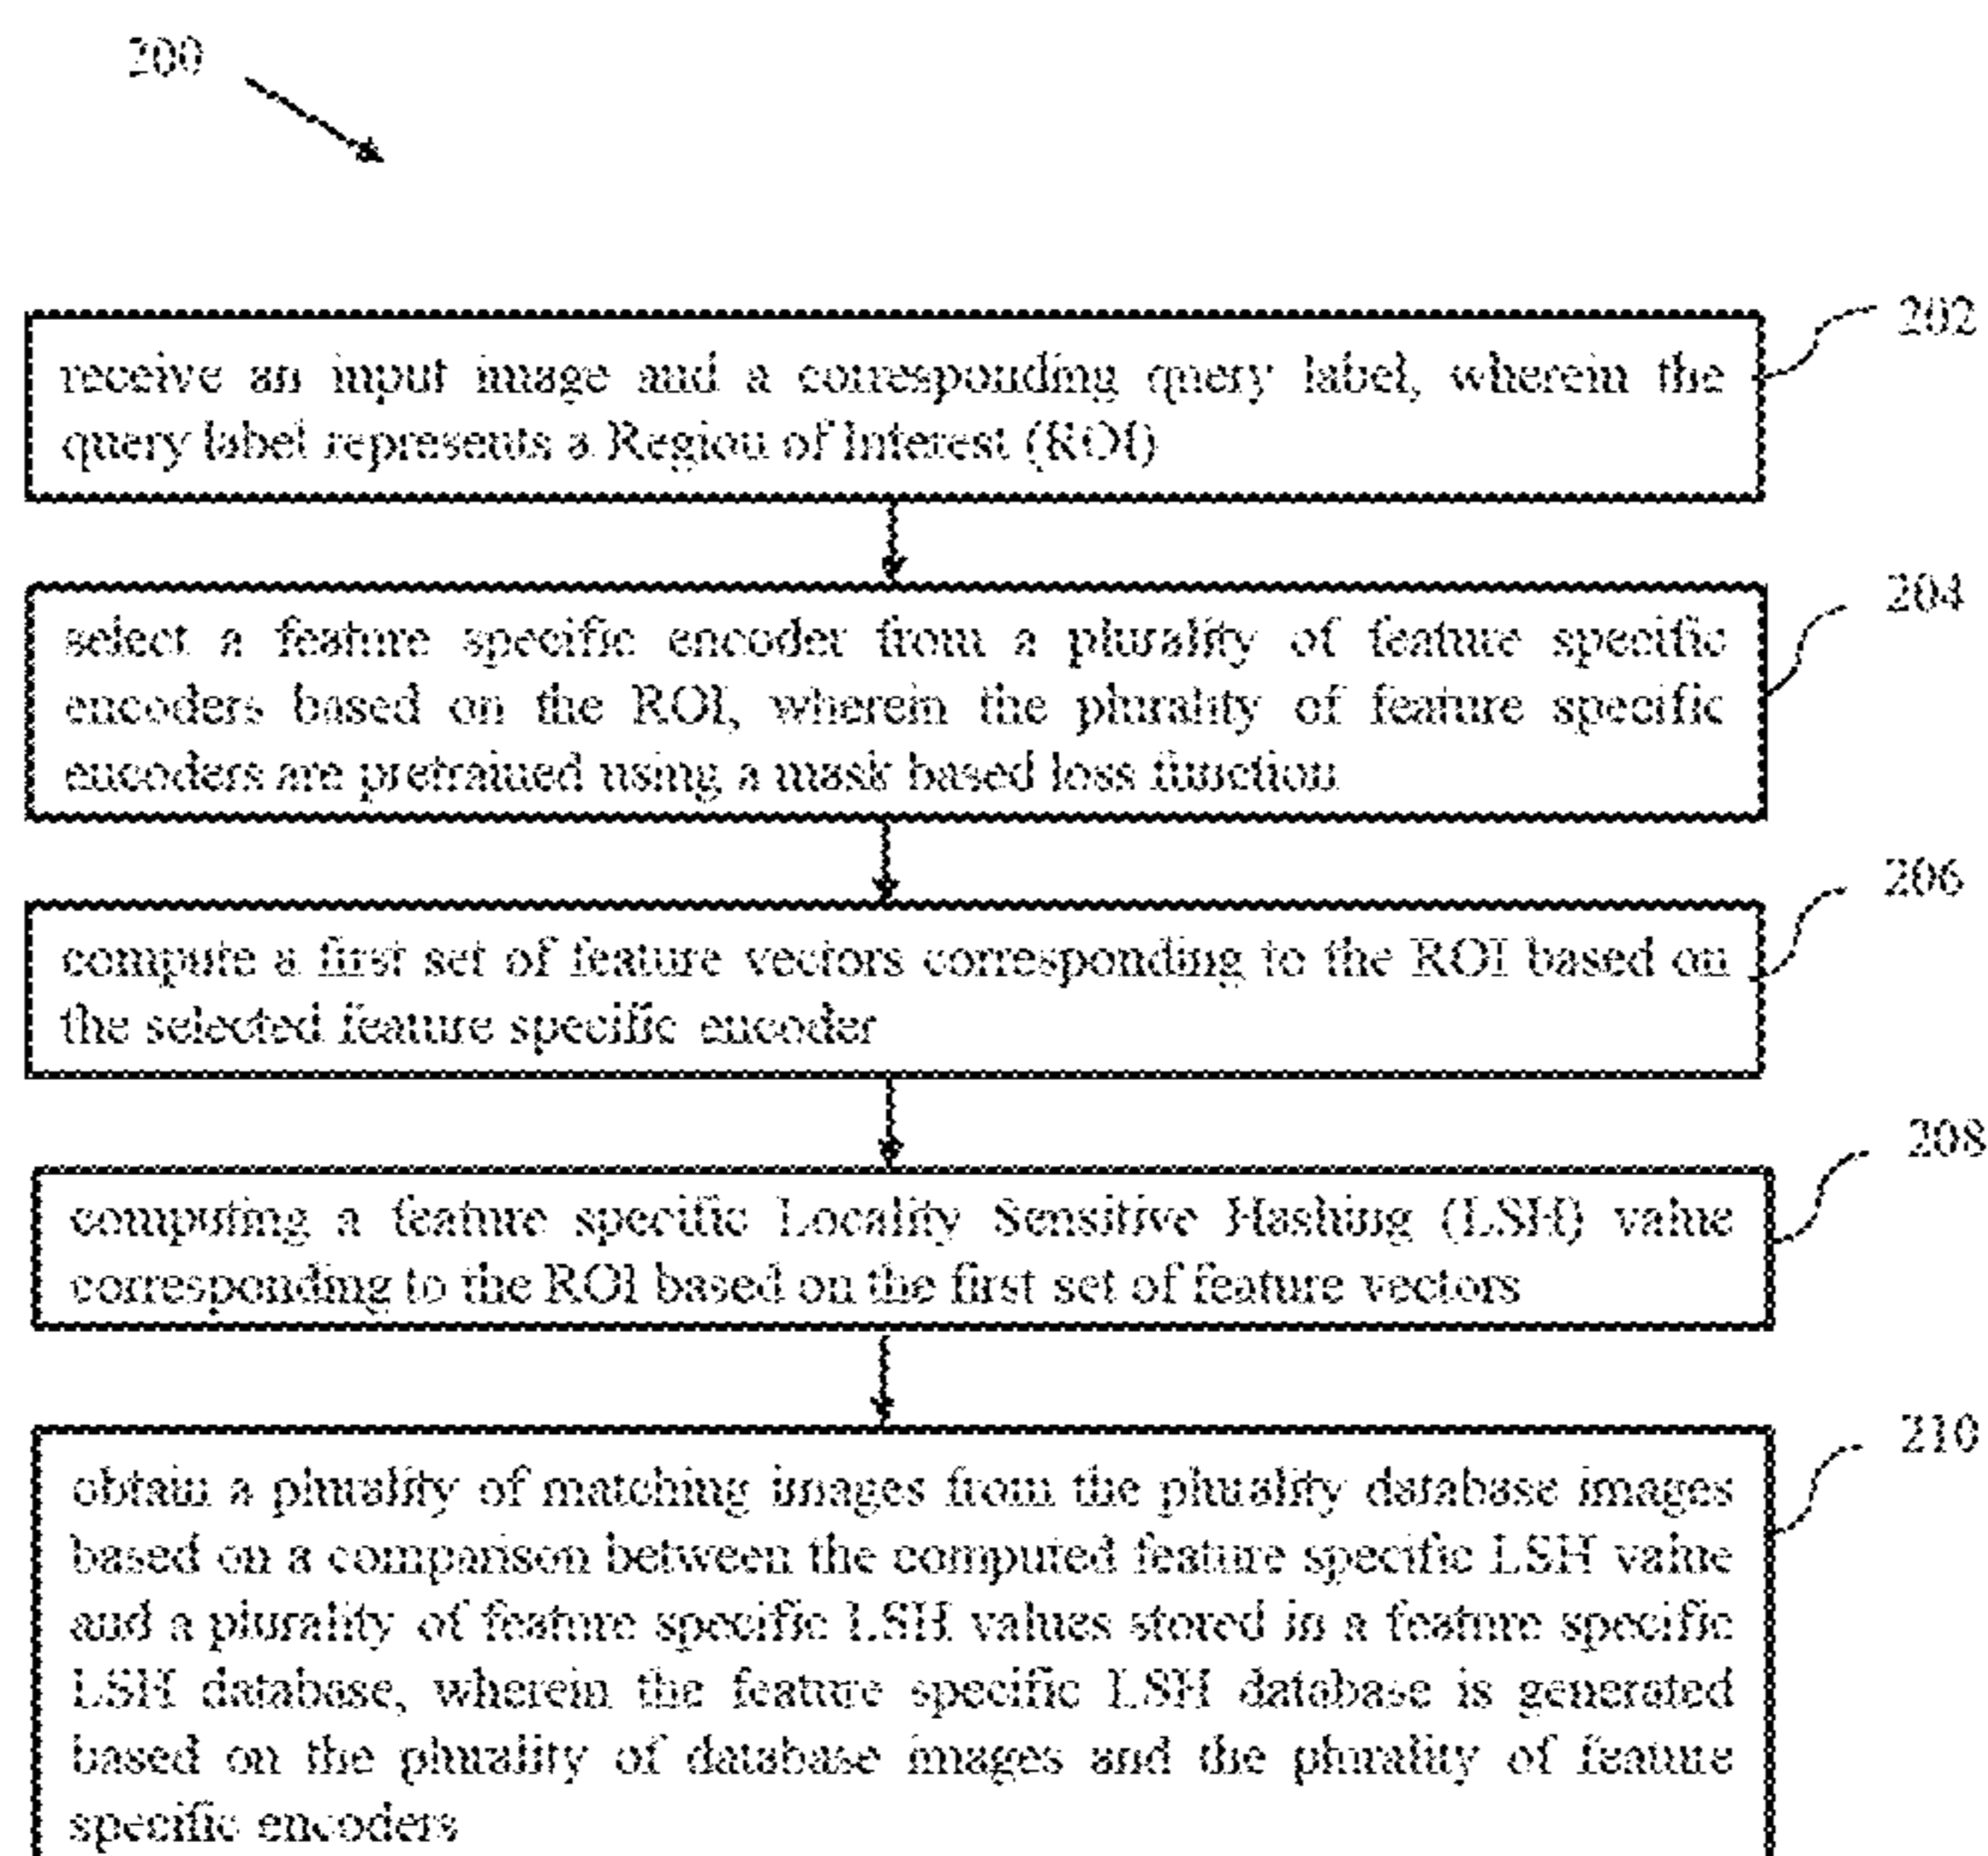 200
202
receive an input image and a corresponding query label, wherein the
query label represents a Region of Interest (ROI)
204
select a feature specific encoder from a plurality of feature specific
encoders based on the ROI, wherein the plurality of feature specific
encoders are pretrained using a mask based loss function
206
compute a first set of feature vectors corresponding to the ROI based on
the selected feature specific encoder
208
computing a feature specific Locality Sensitive Hashing (LSH) value
corresponding to the ROI based on the first set of feature vectors
210
obtain a plurality of matching images from the plurality database images
based on a comparison between the computed feature specific LSH value
and a plurality of feature specific LSH values stored in a feature specific
LSH database, wherein the feature specific LSH database is generated
based on the plurality of database images and the plurality of feature
specific encoders